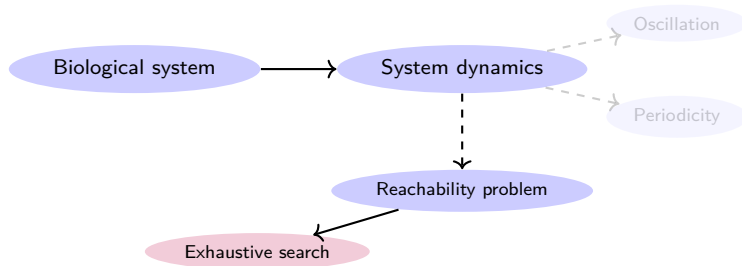 Oscillation
Biological system
System dynamics
Periodicity
Reachability problem
Exhaustive search